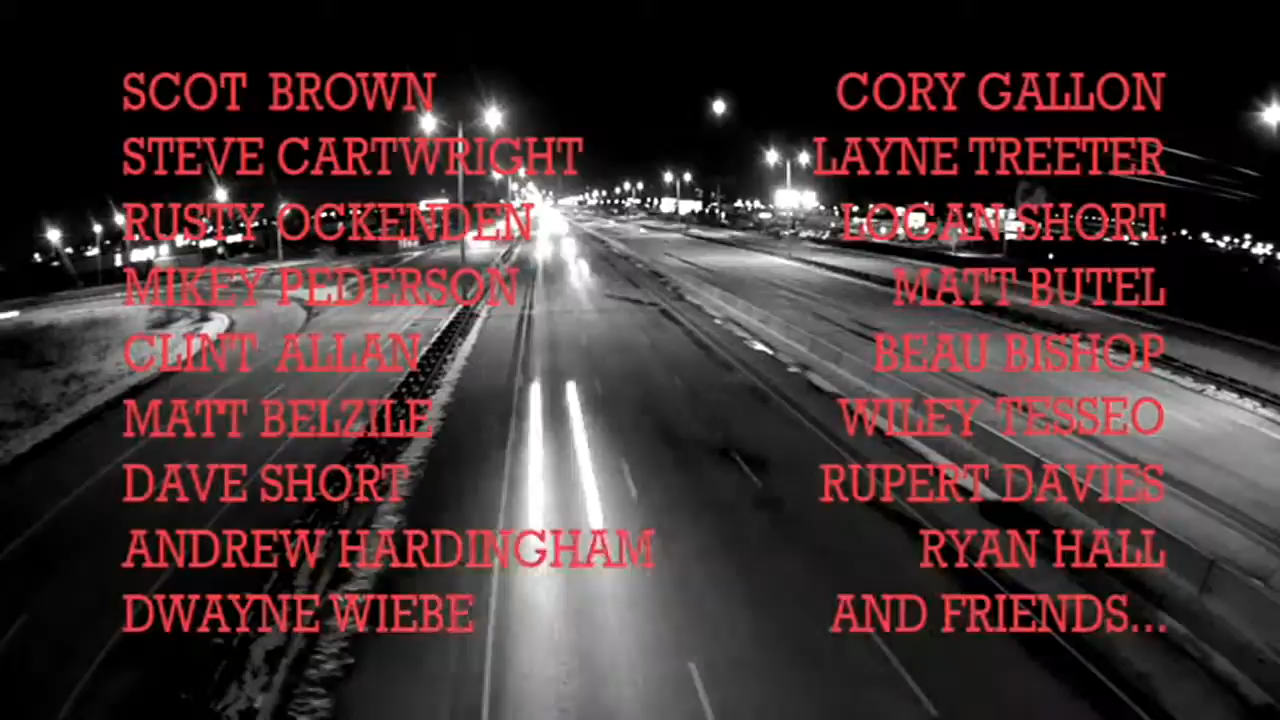 SCOT BROWN
STEVE CARTWRIGHT
RUSTY OCKENDEN
MIKEY PEDERSON
CLINT ALLAN
MATT BELZILE
DAVE SHORT
ANDREW HARDINGHAM
DWAYNE WIEBE
CORY GALLON
LAYNE TREETER
LOGAN SHORT
MATT BUTEL
BEAU BISHOP
WILEY TESSEO
RUPERT DAVIES
RYAN HALL
AND FRIENDS...